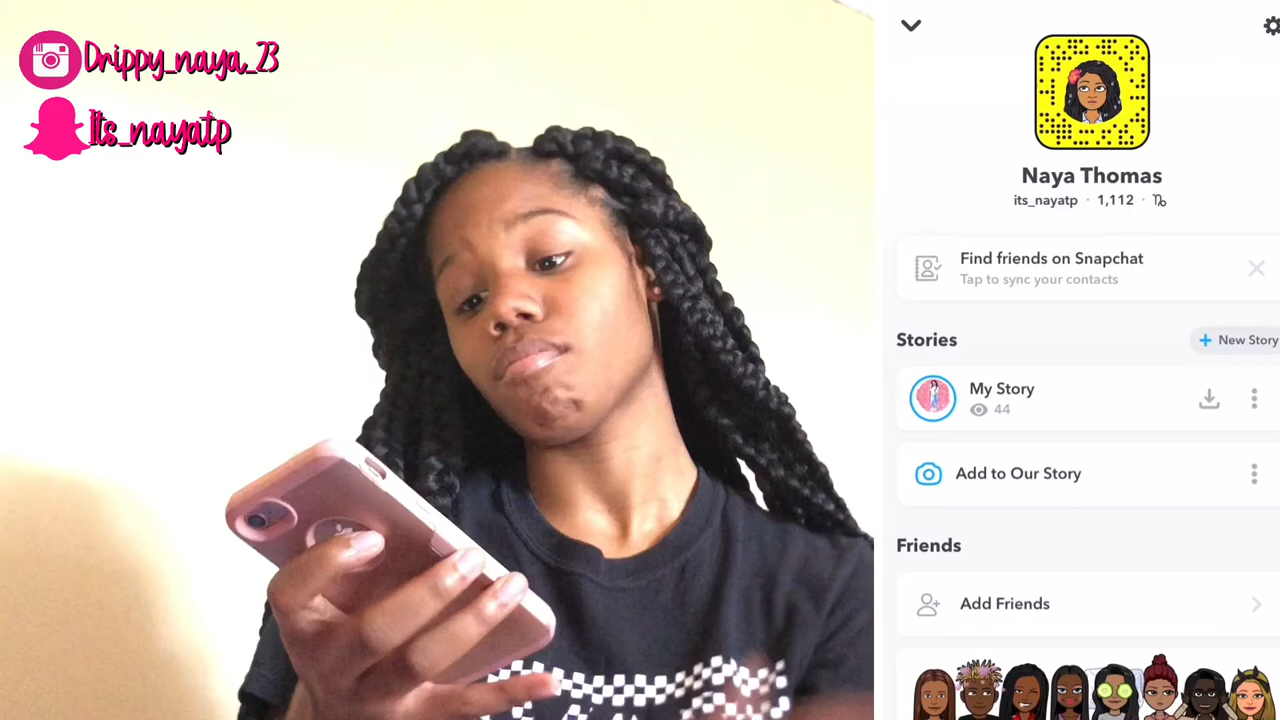 Drippy_naya_23
Its_nayatp
Naya Thomas
its_nayatp · 1,112 · ♑
Find friends on Snapchat
Tap to sync your contacts
Stories
+ New Story
My Story
44
Add to Our Story
Friends
Add Friends